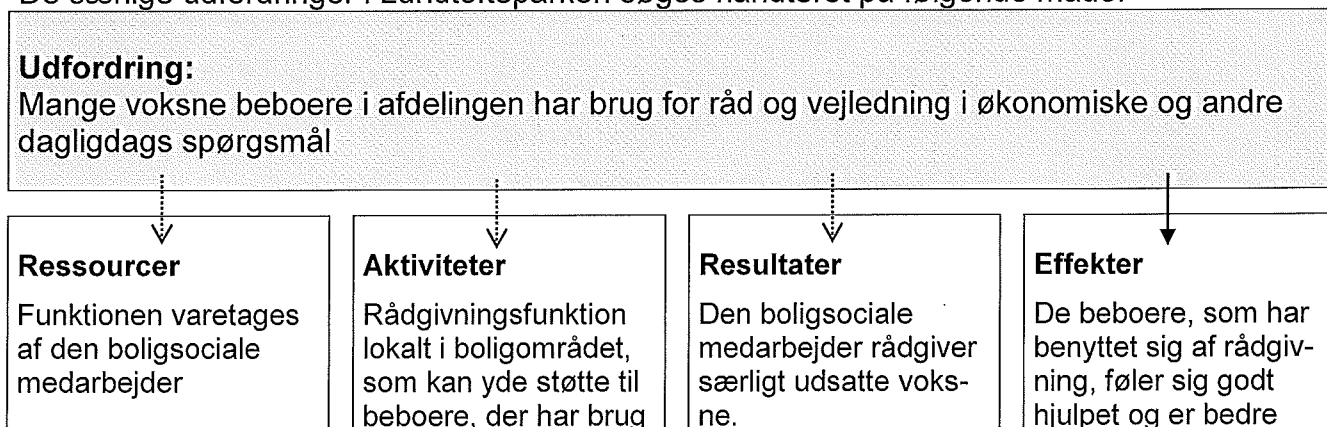 Udfordring:
Mange voksne beboere i afdelingen har brug for råd og vejledning i økonomiske og andre
dagligdags spørgsmål
Ressourcer
Funktionen varetages
af den boligsociale
medarbejder
Aktiviteter
Rådgivningsfunktion
lokalt i boligområdet,
som kan yde støtte til
beboere, der har brug
Resultater
Den boligsociale
medarbejder rådgiver
særligt udsatte voks-
ne.
Effekter
De beboere, som har
benyttet sig af rådgiv-
ning, føler sig godt
hjulpet og er bedre